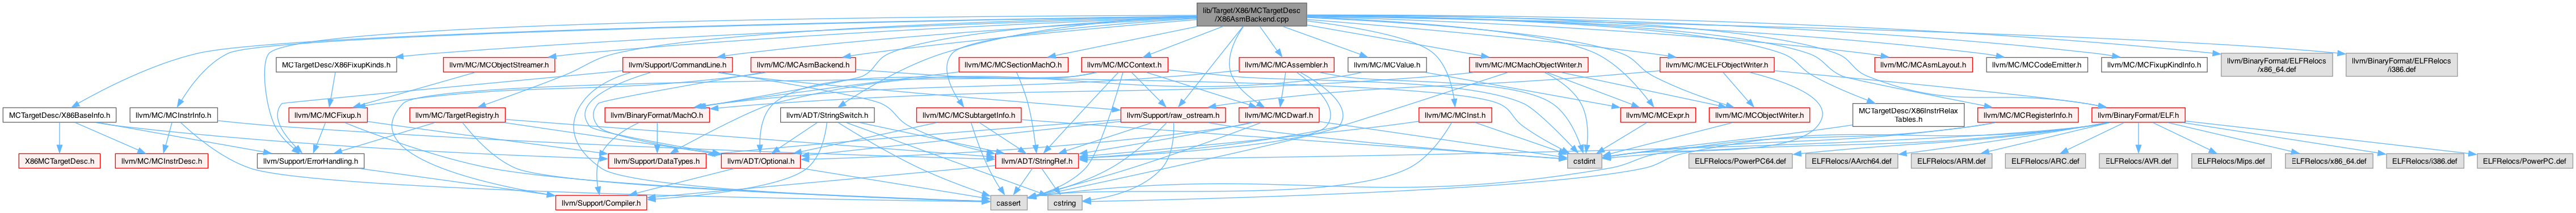 lib/Target/X86/MCTargetDesc
/X86AsmBackend.cpp
MCTargetDesc/X86FixupKinds.h
llvm/MC/MCObjectStreamer.h
llvm/Support/CommandLine.h
llvm/MC/MCAsmBackend.h
llvm/MC/MCSectionMachO.h
llvm/MC/MCContext.h
llvm/MC/MCAssembler.h
llvm/MC/MCValue.h
llvm/MC/MCMachObjectWriter.h
llvm/MC/MCELFObjectWriter.h
llvm/MC/MCAsmLayout.h
llvm/MC/MCCodeEmitter.h
llvm/MC/MCFixupKindInfo.h
llvm/BinaryFormat/ELFRelocs
/x86_64.def
llvm/BinaryFormat/ELFRelocs
/i386.def
MCTargetDesc/X86BaseInfo.h
llvm/MC/MCInstrInfo.h
llvm/MC/MCFixup.h
llvm/MC/TargetRegistry.h
llvm/BinaryFormat/MachO.h
llvm/ADT/StringSwitch.h
llvm/MC/MCSubtargetInfo.h
llvm/Support/raw_ostream.h
llvm/MC/MCDwarf.h
llvm/MC/MCInst.h
llvm/MC/MCExpr.h
llvm/MC/MCObjectWriter.h
MCTargetDesc/X86InstrRelax
Tables.h
llvm/MC/MCRegisterInfo.h
llvm/BinaryFormat/ELF.h
X86MCTargetDesc.h
llvm/MC/MCInstrDesc.h
llvm/Support/ErrorHandling.h
llvm/Support/DataTypes.h
llvm/ADT/Optional.h
llvm/ADT/StringRef.h
cstdint
ELFRelocs/PowerPC64.def
ELFRelocs/AArch64.def
ELFRelocs/ARM.def
ELFRelocs/ARC.def
ELFRelocs/AVR.def
ELFRelocs/Mips.def
ELFRelocs/x86_64.def
ELFRelocs/i386.def
ELFRelocs/PowerPC.def
llvm/Support/Compiler.h
cassert
cstring